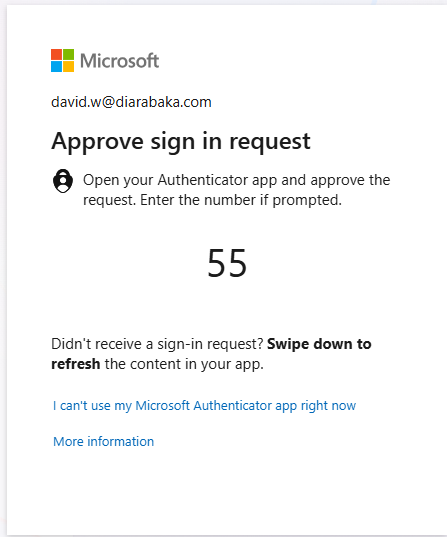 Microsoft
david.w@diarabaka.com
Approve sign in request
Open your Authenticator app and approve the
request. Enter the number if prompted.
55
Didn't receive a sign-in request? Swipe down to
refresh the content in your app.
I can't use my Microsoft Authenticator app right now
More information